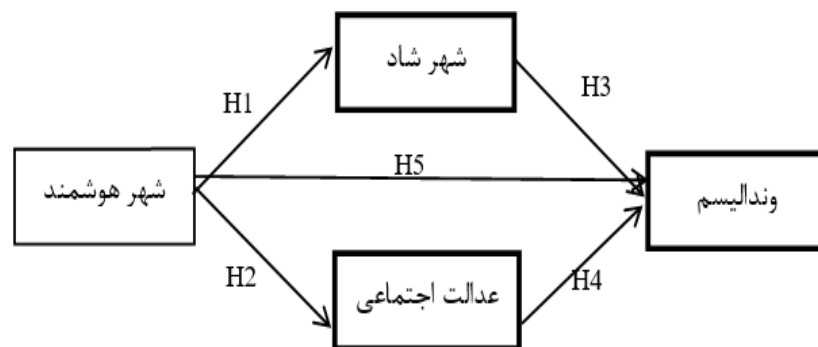 شهر شاد
H1
H3
شهر هوشمند
H5
وندالیسم
H2
عدالت اجتماعی
H4